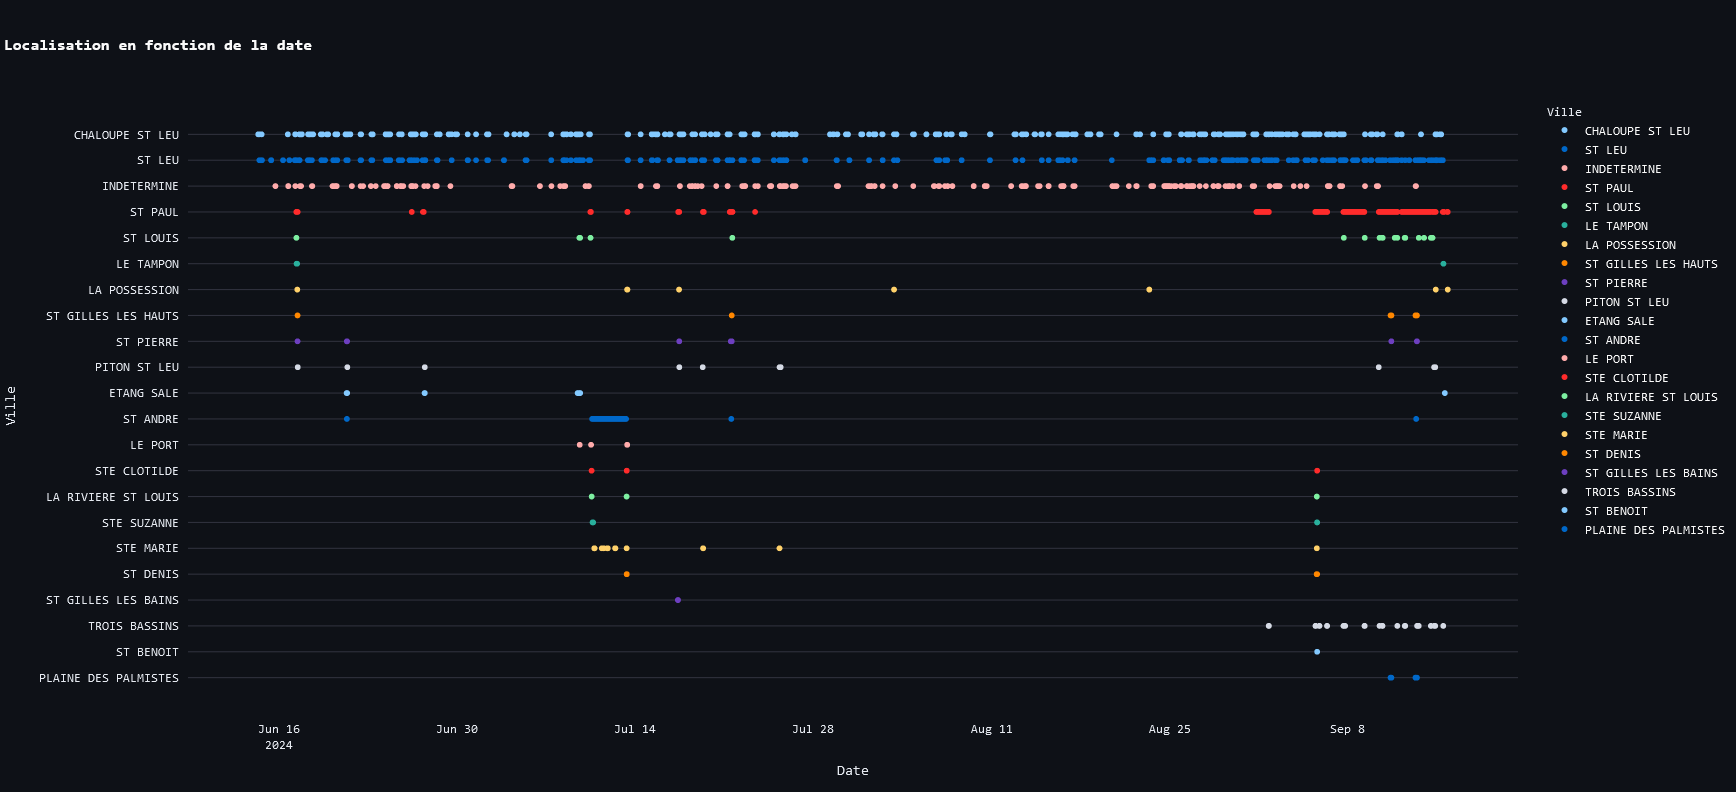 Localisation en fonction de la date
Ville
CHALOUPE ST LEU
ST LEU
INDETERMINE
ST PAUL
ST LOUIS
LE TAMPON
LA POSSESSION
ST GILLES LES HAUTS
ST PIERRE
PITON ST LEU
ETANG SALE
ST ANDRE
LE PORT
STE CLOTILDE
LA RIVIERE ST LOUIS
STE SUZANNE
STE MARIE
ST DENIS
ST GILLES LES BAINS
TROIS BASSINS
ST BENOIT
PLAINE DES PALMISTES
Jun 16
2024
Jun 30
Jul 14
Jul 28
Aug 11
Aug 25
Sep 8
Date
Ville
CHALOUPE ST LEU
ST LEU
INDETERMINE
ST PAUL
ST LOUIS
LE TAMPON
LA POSSESSION
ST GILLES LES HAUTS
ST PIERRE
PITON ST LEU
ETANG SALE
ST ANDRE
LE PORT
STE CLOTILDE
LA RIVIERE ST LOUIS
STE SUZANNE
STE MARIE
ST DENIS
ST GILLES LES BAINS
TROIS BASSINS
ST BENOIT
PLAINE DES PALMISTES